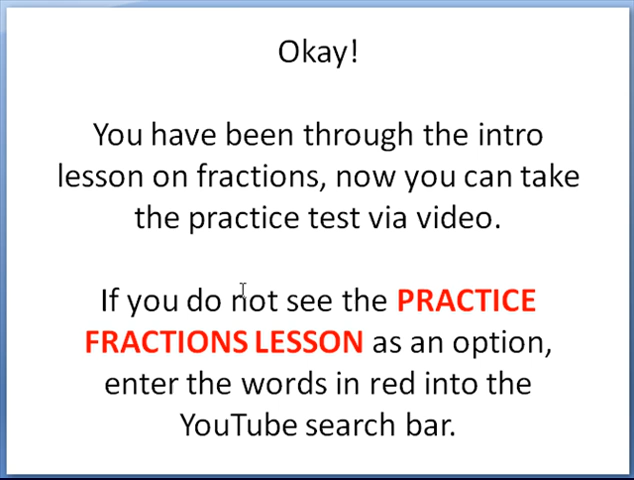 Okay!
You have been through the intro
lesson on fractions, now you can take
the practice test via video.
If you do not see the PRACTICE
FRACTIONS LESSON as an option,
enter the words in red into the
YouTube search bar.